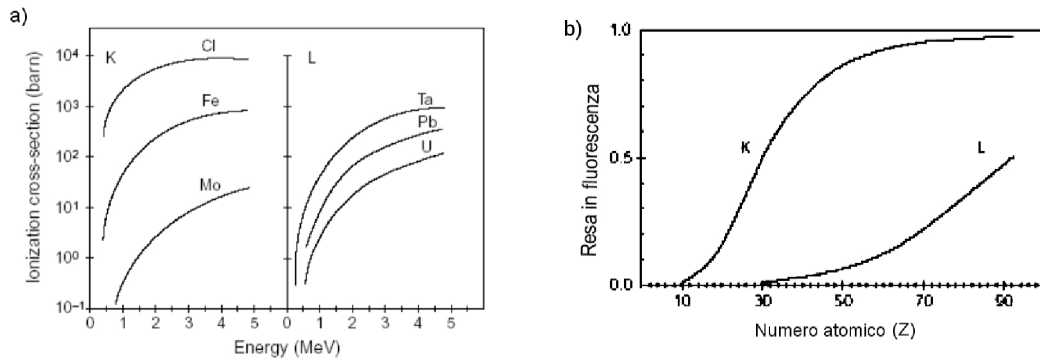 a)
Ionization cross-section (barn)
10⁴
10³
10²
10¹
10⁰
10⁻¹
K
Cl
Fe
Mo
0 1 2 3 4 5
L
Ta
Pb
U
0 1 2 3 4 5
Energy (MeV)
b)
Resa in fluorescenza
1.0
0.5
0.0
K
L
10 30 50 70 90
Numero atomico (Z)